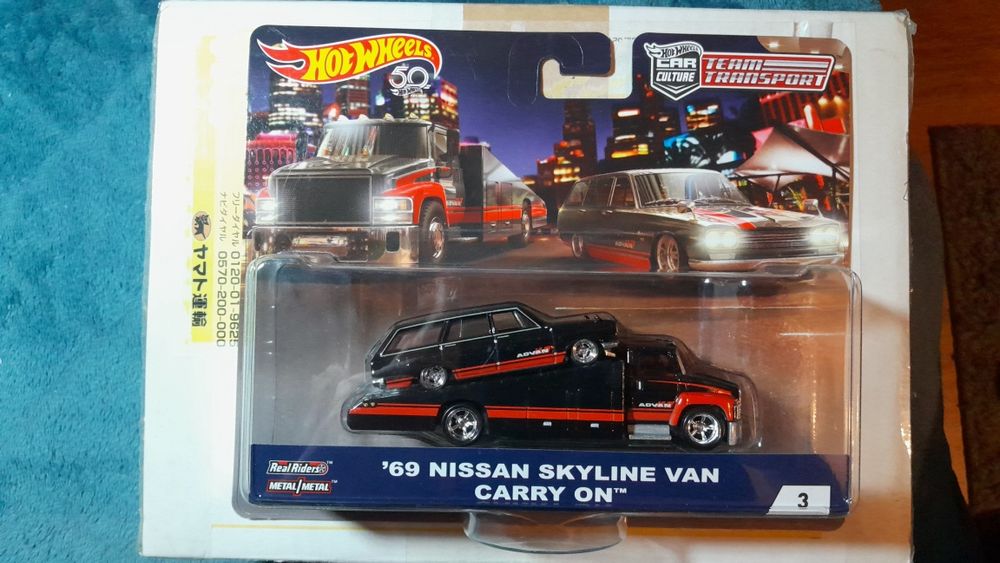 HOT WHEELS
50
HOT WHEELS
CAR
CULTURE
TEAM
TRANSPORT
ADVAN
ADVAN
Real Riders™
METAL/METAL™
'69 NISSAN SKYLINE VAN
CARRY ON™
3
ヤマト運輸
フリーダイヤル 0120-01-9625
ナビダイヤル 0570-200-000